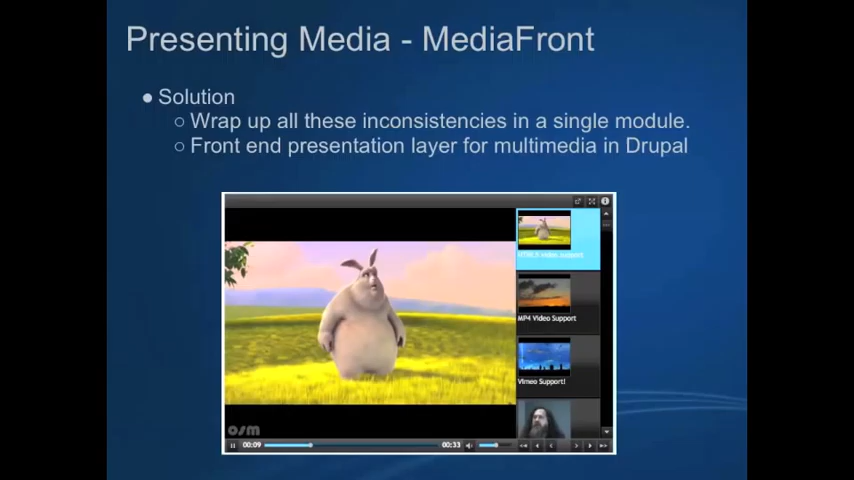 Presenting Media - MediaFront
● Solution
○ Wrap up all these inconsistencies in a single module.
○ Front end presentation layer for multimedia in Drupal
HTML5 Video Support
MP4 Video Support
Vimeo Support!
osm
00:09
00:33